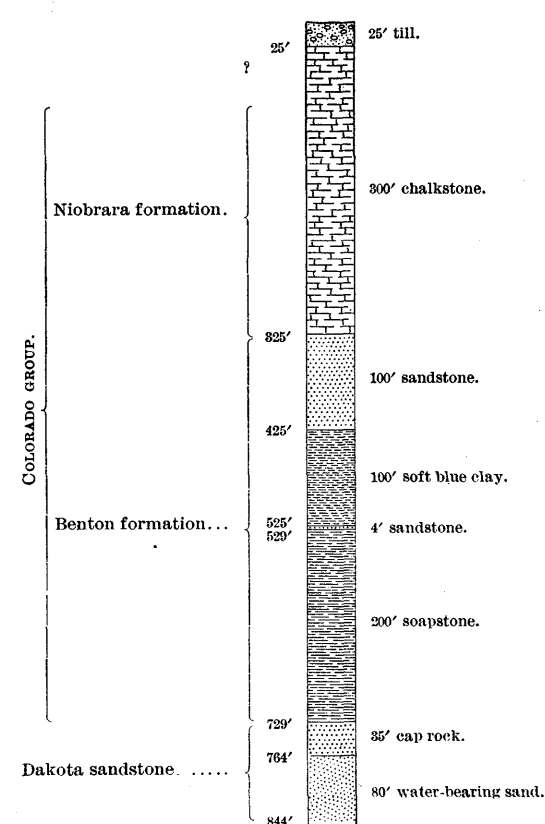 25′ till.
25′
?
300′ chalkstone.
Niobrara formation.
325′
100′ sandstone.
COLORADO GROUP.
425′
100′ soft blue clay.
Benton formation...
525′
4′ sandstone.
529′
200′ soapstone.
729′
35′ cap rock.
764′
Dakota sandstone. .....
80′ water-bearing sand.
844′